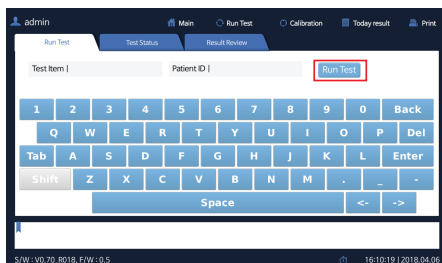 admin Main Run Test Calibration Today result Print
Run Test Test Status Result Review
Test Item | Patient ID | Run Test
1 2 3 4 5 6 7 8 9 0 Back
Q W E R T Y U I O P Del
Tab A S D F G H J K L Enter
Shift Z X C V B N M . _ -
Space <- ->
S/W : V0.70_R018, F/W : 0.5 16:10:19 | 2018.04.06